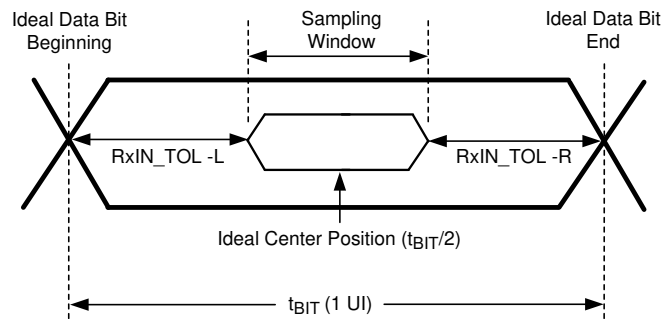 Ideal Data Bit
Beginning
Sampling
Window
Ideal Data Bit
End
RxIN_TOL -L
RxIN_TOL -R
Ideal Center Position (tBIT/2)
tBIT (1 UI)